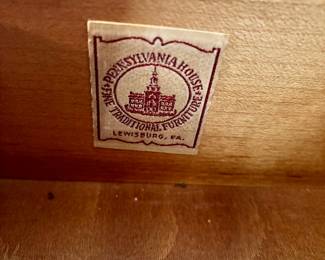 PENNSYLVANIA HOUSE
FINE TRADITIONAL FURNITURE
LEWISBURG, PA.